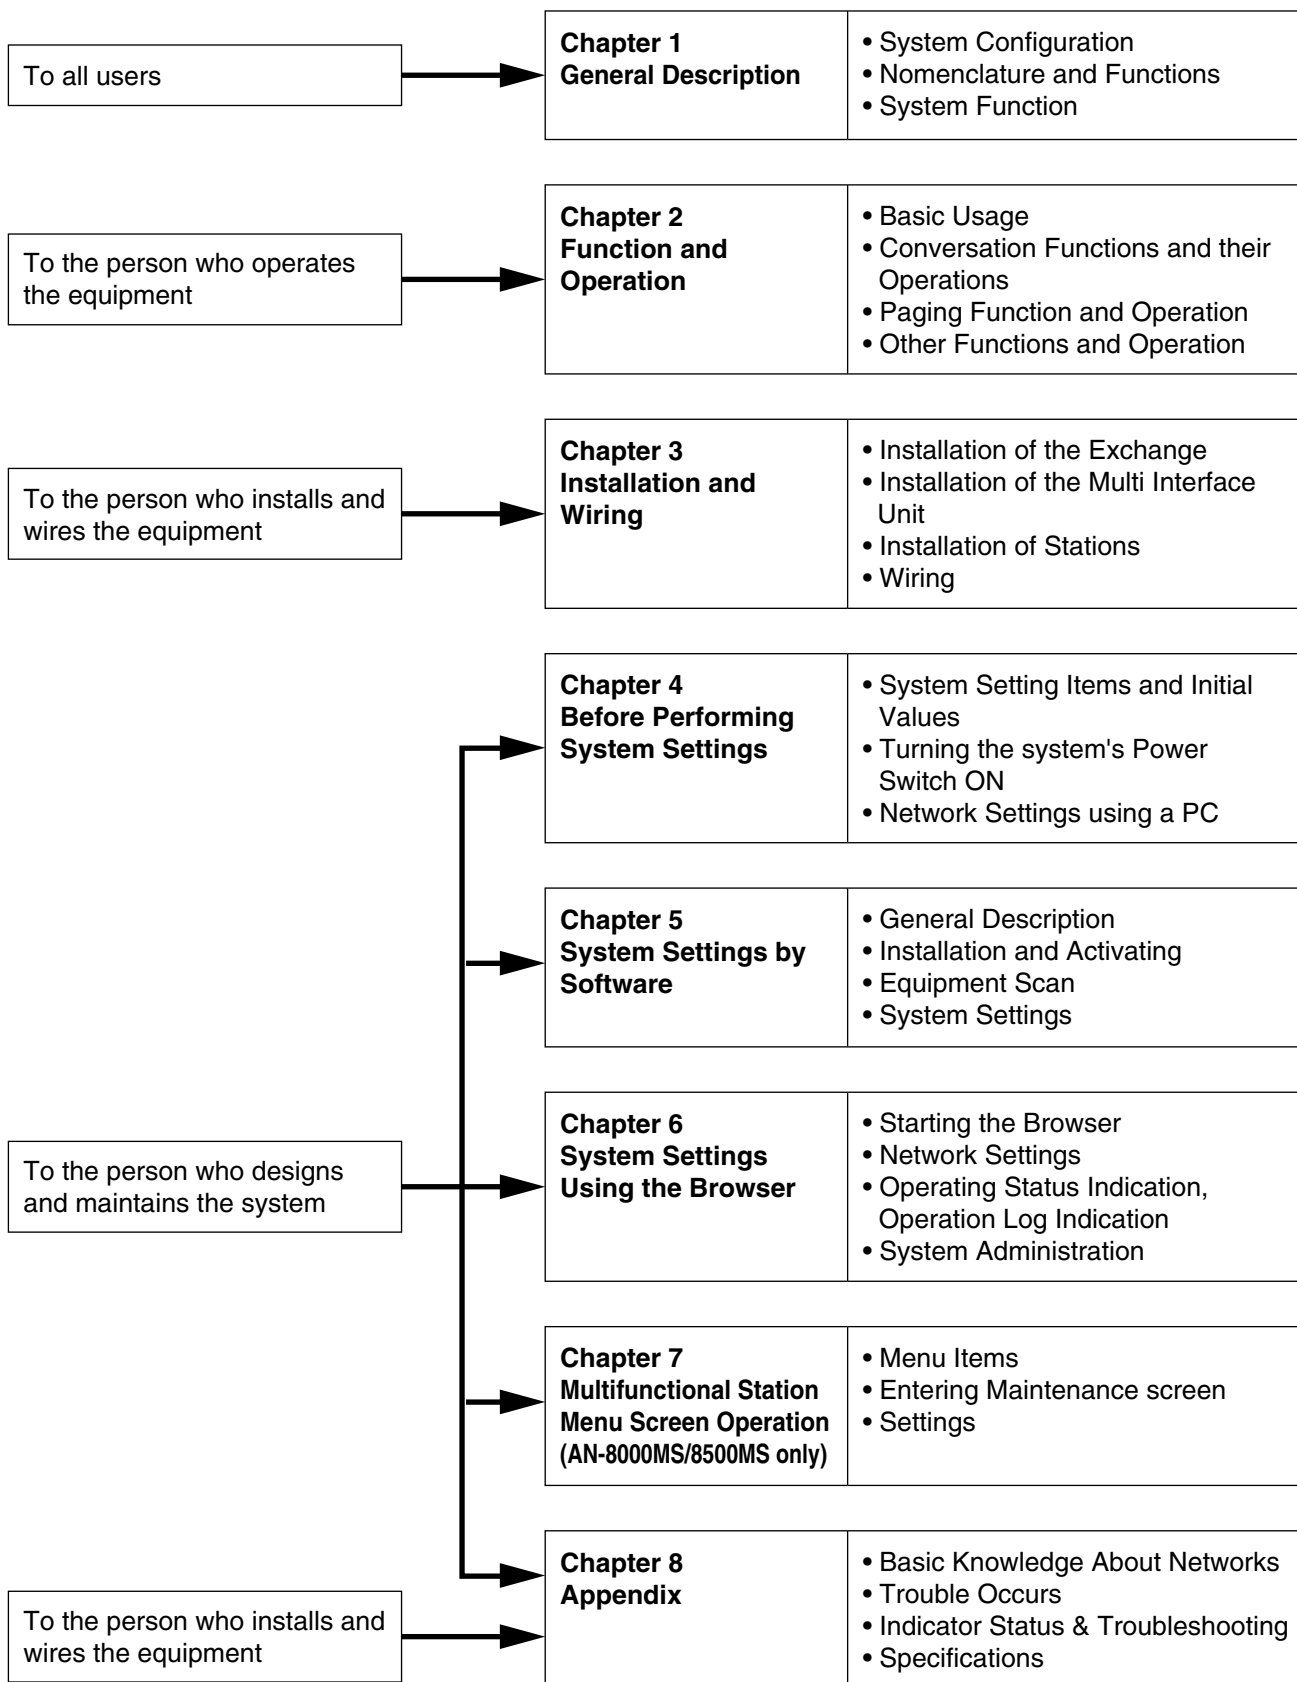 To all users
Chapter 1
General Description
• System Configuration
• Nomenclature and Functions
• System Function
To the person who operates
the equipment
Chapter 2
Function and
Operation
• Basic Usage
• Conversation Functions and their
Operations
• Paging Function and Operation
• Other Functions and Operation
To the person who installs and
wires the equipment
Chapter 3
Installation and
Wiring
• Installation of the Exchange
• Installation of the Multi Interface
Unit
• Installation of Stations
• Wiring
Chapter 4
Before Performing
System Settings
• System Setting Items and Initial
Values
• Turning the system's Power
Switch ON
• Network Settings using a PC
Chapter 5
System Settings by
Software
• General Description
• Installation and Activating
• Equipment Scan
• System Settings
To the person who designs
and maintains the system
Chapter 6
System Settings
Using the Browser
• Starting the Browser
• Network Settings
• Operating Status Indication,
Operation Log Indication
• System Administration
Chapter 7
Multifunctional Station
Menu Screen Operation
(AN-8000MS/8500MS only)
• Menu Items
• Entering Maintenance screen
• Settings
To the person who installs and
wires the equipment
Chapter 8
Appendix
• Basic Knowledge About Networks
• Trouble Occurs
• Indicator Status & Troubleshooting
• Specifications